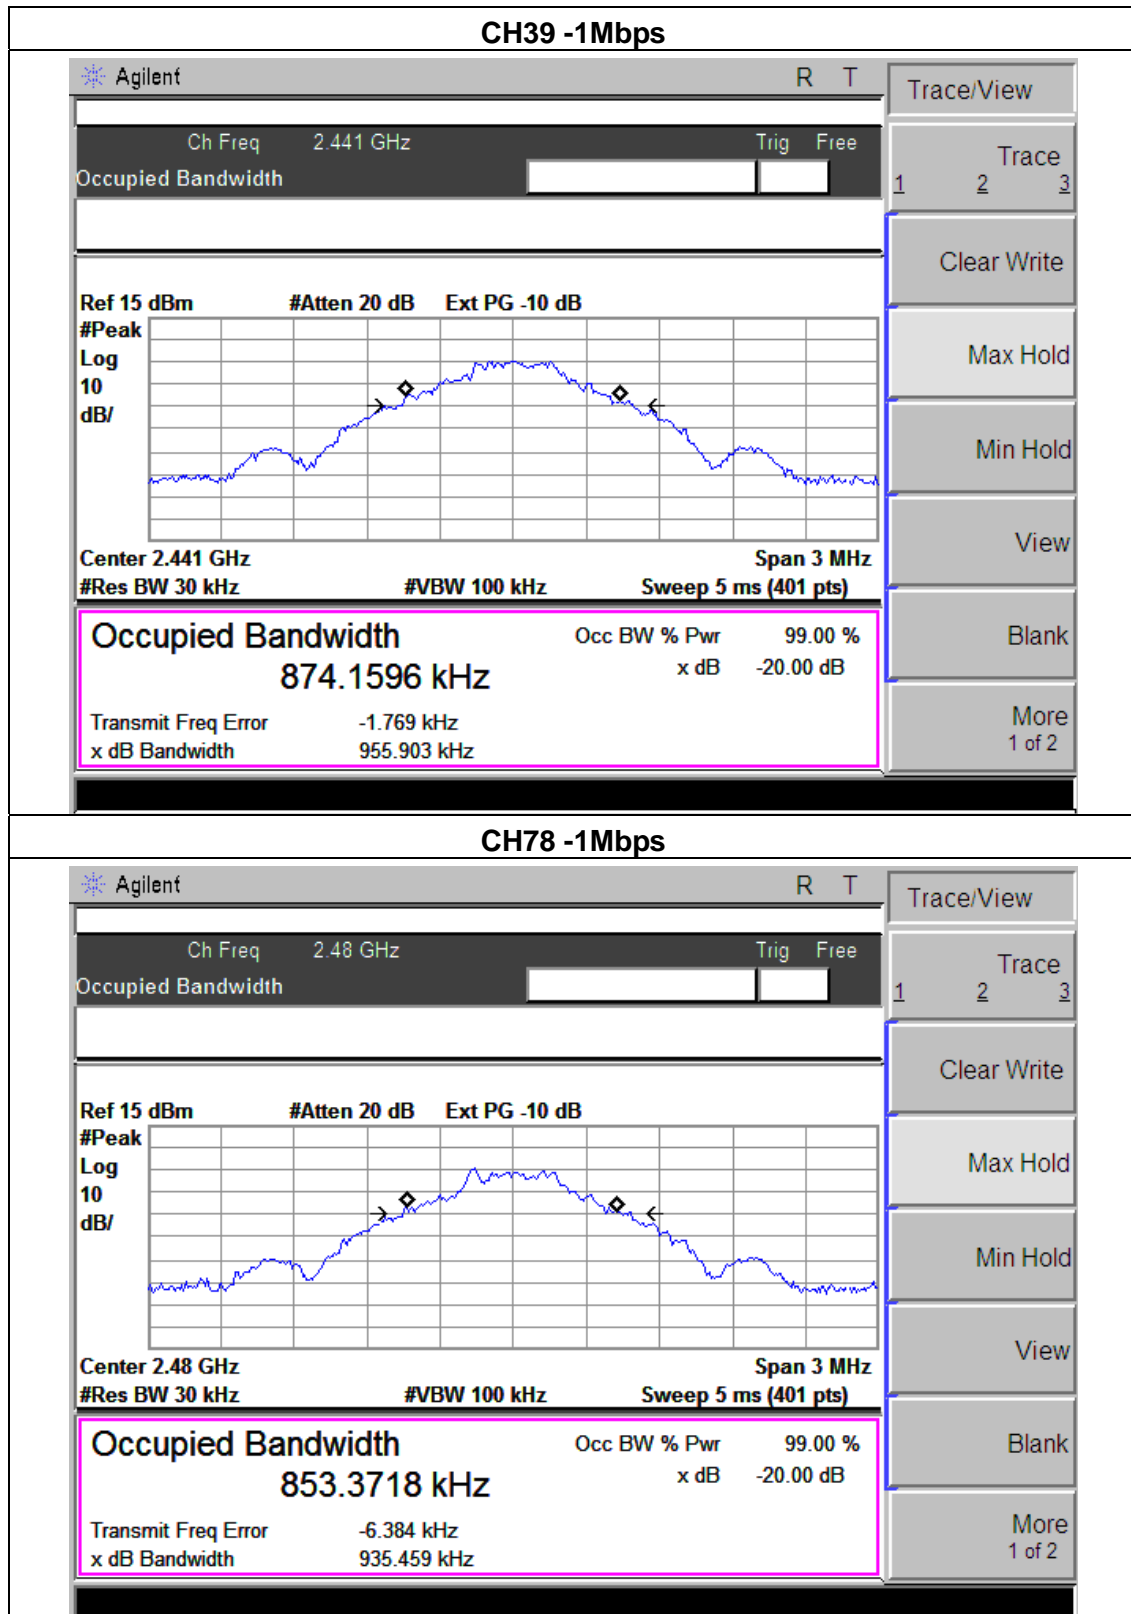 CH39 -1Mbps
Agilent R T
Trace/View
Ch Freq 2.441 GHz Trig Free
Occupied Bandwidth
Trace
1 2 3
Clear Write
Ref 15 dBm #Atten 20 dB Ext PG -10 dB
#Peak
Log
10
dB/
Max Hold
Min Hold
View
Center 2.441 GHz Span 3 MHz
#Res BW 30 kHz #VBW 100 kHz Sweep 5 ms (401 pts)
Occupied Bandwidth Occ BW % Pwr 99.00 %
874.1596 kHz x dB -20.00 dB
Blank
Transmit Freq Error -1.769 kHz
x dB Bandwidth 955.903 kHz
More
1 of 2
CH78 -1Mbps
Agilent R T
Trace/View
Ch Freq 2.48 GHz Trig Free
Occupied Bandwidth
Trace
1 2 3
Clear Write
Ref 15 dBm #Atten 20 dB Ext PG -10 dB
#Peak
Log
10
dB/
Max Hold
Min Hold
View
Center 2.48 GHz Span 3 MHz
#Res BW 30 kHz #VBW 100 kHz Sweep 5 ms (401 pts)
Occupied Bandwidth Occ BW % Pwr 99.00 %
853.3718 kHz x dB -20.00 dB
Blank
Transmit Freq Error -6.384 kHz
x dB Bandwidth 935.459 kHz
More
1 of 2